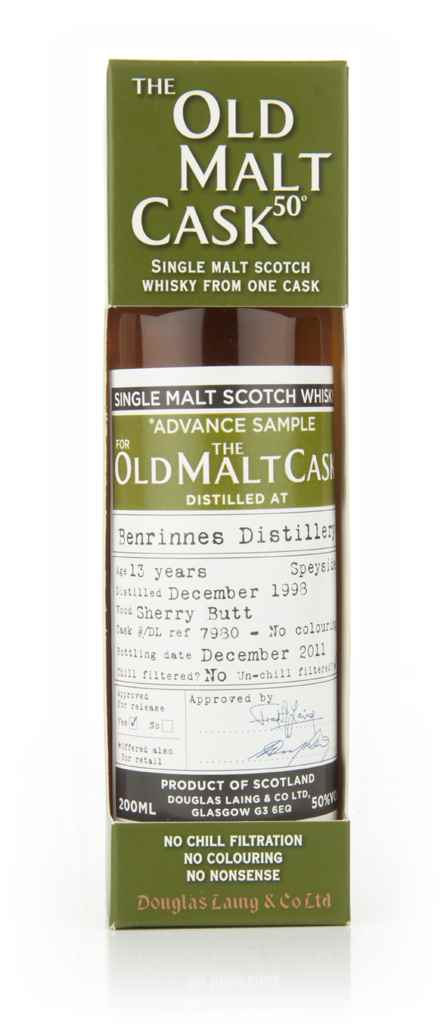 THE
OLD
MALT
CASK 50°
SINGLE MALT SCOTCH
WHISKY FROM ONE CASK
SINGLE MALT SCOTCH WHISK
*ADVANCE SAMPLE
FOR THE
OLD MALT CASK
DISTILLED AT
Benrinnes Distillery
Age 13 years Speyside
Distilled December 1998
Wood Sherry Butt
Cask #/DL ref 7980 - No colourin
Bottling date December 2011
Chill filtered? No Un-chill filtered
Approved for release Approved by
Yes No
*Offered also
for retail
PRODUCT OF SCOTLAND
DOUGLAS LAING & CO LTD,
200ML GLASGOW G3 6EQ 50%V
NO CHILL FILTRATION
NO COLOURING
NO NONSENSE
Douglas Laing & Co Ltd